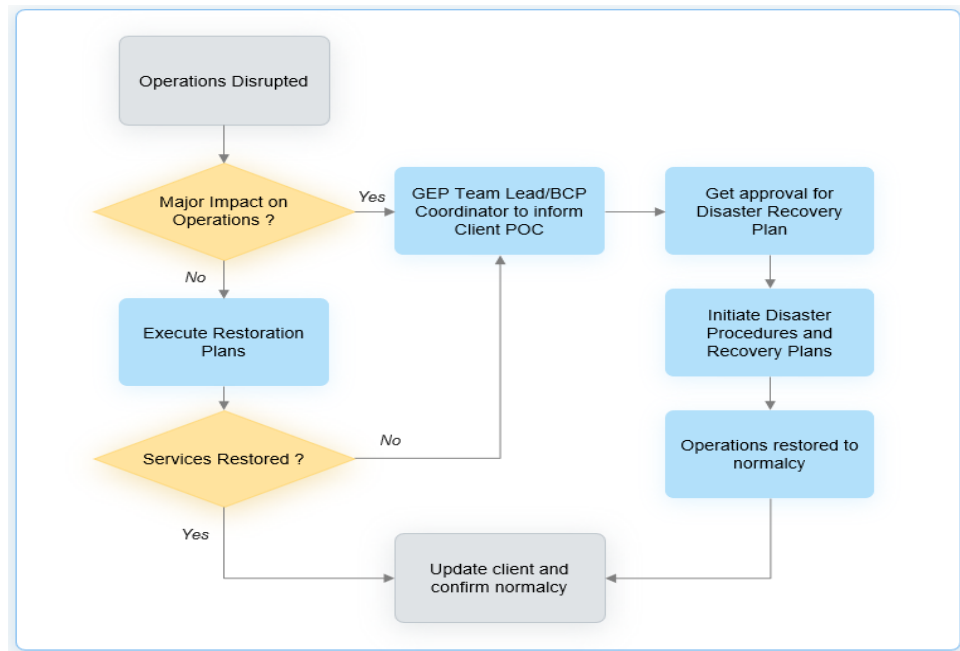 Operations Disrupted
Major Impact on
Operations ?
Yes
GEP Team Lead/BCP
Coordinator to inform
Client POC
Get approval for
Disaster Recovery
Plan
No
Execute Restoration
Plans
Initiate Disaster
Procedures and
Recovery Plans
Services Restored ?
No
Operations restored to
normalcy
Yes
Update client and
confirm normalcy